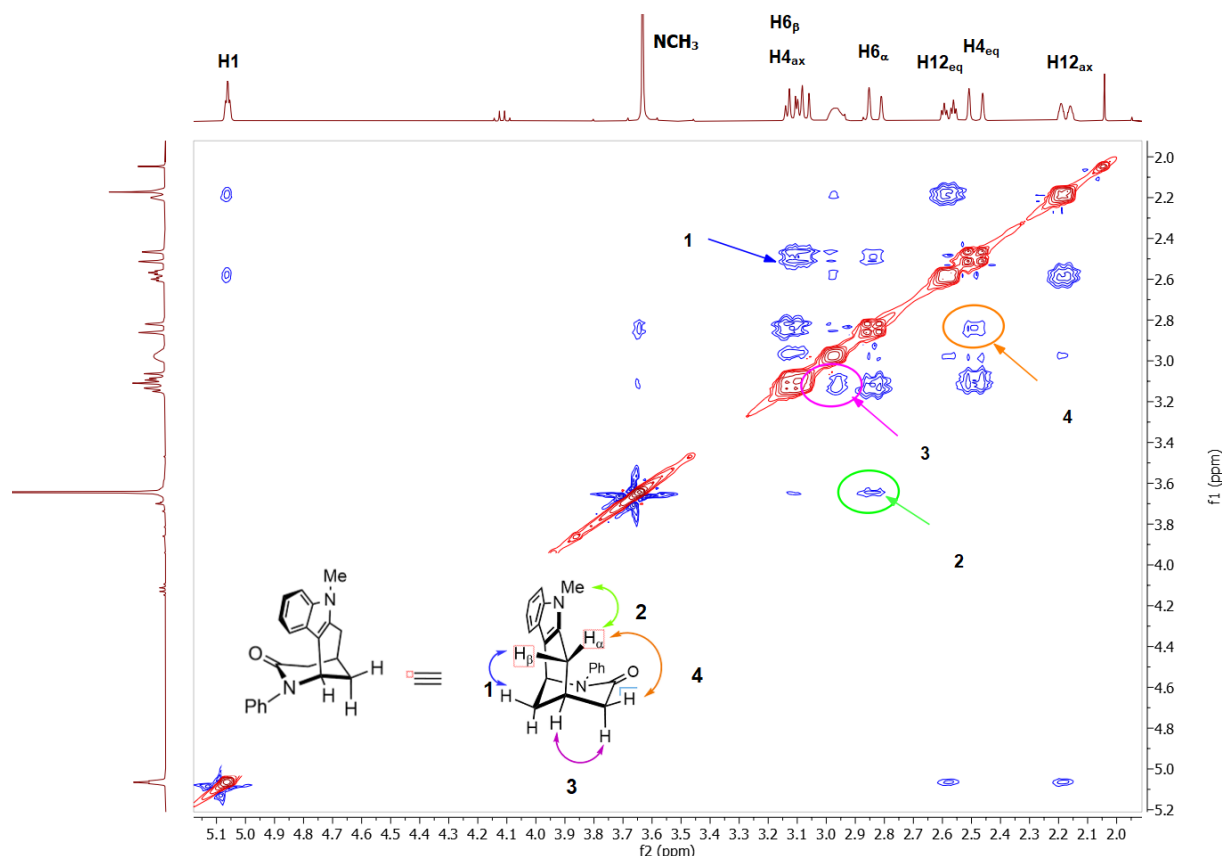 H1
NCH₃
H6β
H4ax
H6α
H12eq
H4eq
H12ax
1
2
3
4
2.0
2.2
2.4
2.6
2.8
3.0
3.2
3.4
3.6
3.8
4.0
4.2
4.4
4.6
4.8
5.0
5.2
f1 (ppm)
Me
N
O
N
Ph
H
H
H
Me
N
2
Hα
Hβ
Ph
N
O
1
H
H
4
H
H
3
5.1 5.0 4.9 4.8 4.7 4.6 4.5 4.4 4.3 4.2 4.1 4.0 3.9 3.8 3.7 3.6 3.5 3.4 3.3 3.2 3.1 3.0 2.9 2.8 2.7 2.6 2.5 2.4 2.3 2.2 2.1 2.0
f2 (ppm)